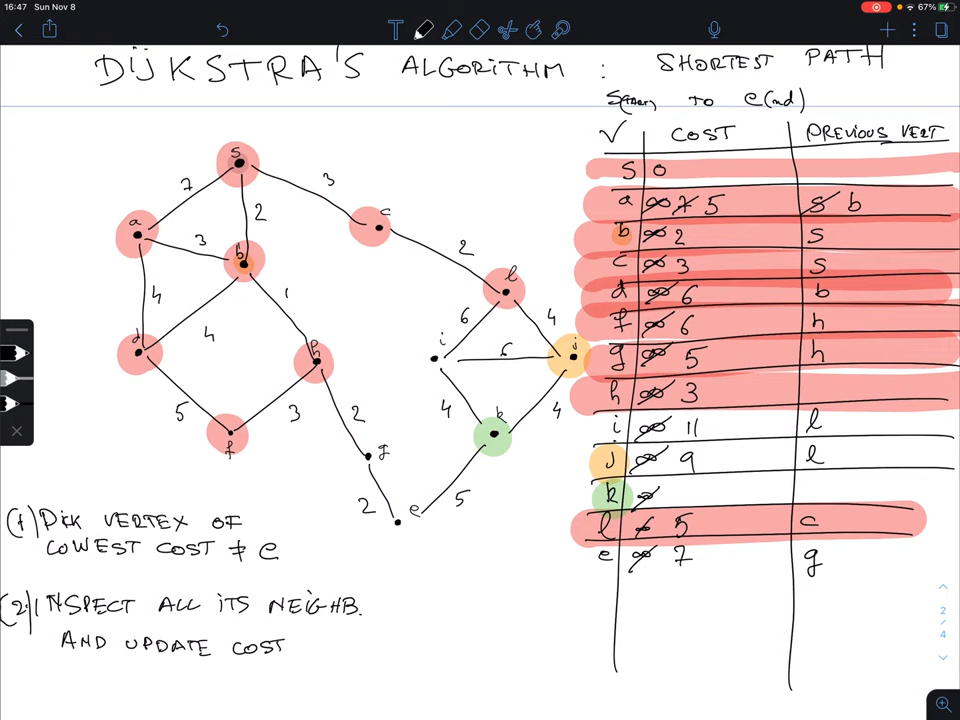 16:47 Sun Nov 8
67%
DIJKSTRA'S ALGORITHM : SHORTEST PATH
S(tart) TO e(nd)
V COST PREVIOUS VERT
S 0
a ∞ 7 5 S b
b ∞ 2 S
c ∞ 3 S
d ∞ 6 b
f ∞ 6 h
g ∞ 5 h
h ∞ 3
i ∞ 11 l
j ∞ 9 l
k ∞
l ∞ 5 c
e ∞ 7 g
s
7
2
3
a
3
b
c
2
l
4
4
1
6
4
d
h
i
6
j
5
3
2
4
4
f
g
k
2
e
5
(1) PICK VERTEX OF
LOWEST COST ≠ e
(2) INSPECT ALL ITS NEIGHB.
AND UPDATE COST
2
/
4